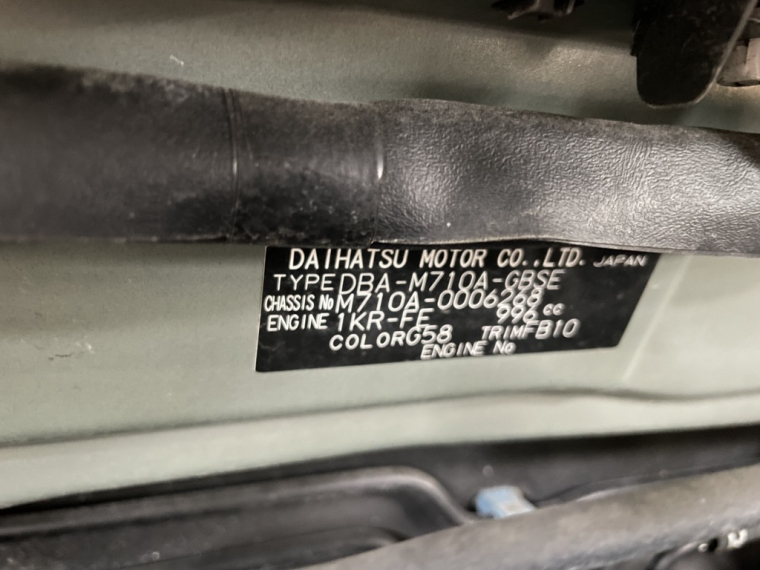 DAIHATSU MOTOR CO.,LTD. JAPAN
TYPE DBA-M710A-GBSE
CHASSIS No M710A-0006268
ENGINE 1KR-FE 996 cc
COLOR G58 TRIM FB10
ENGINE No